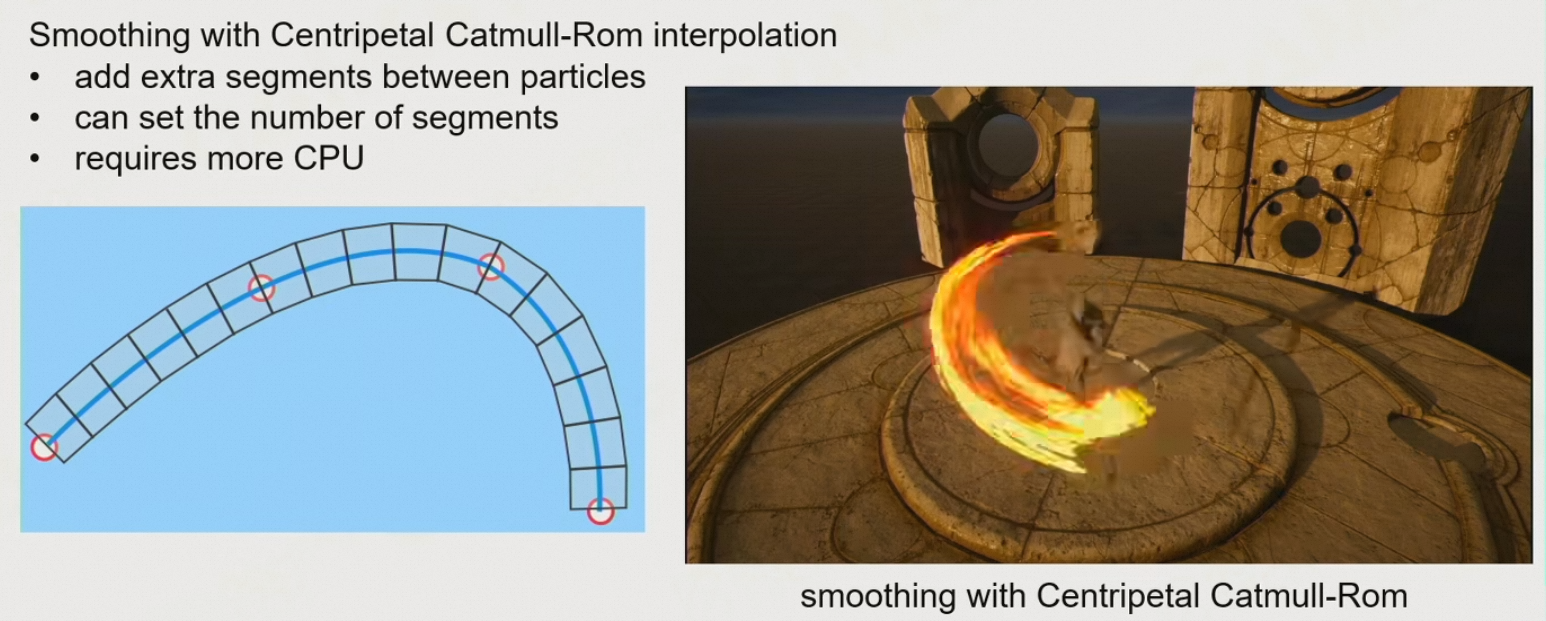 Smoothing with Centripetal Catmull-Rom interpolation
• add extra segments between particles
• can set the number of segments
• requires more CPU
smoothing with Centripetal Catmull-Rom